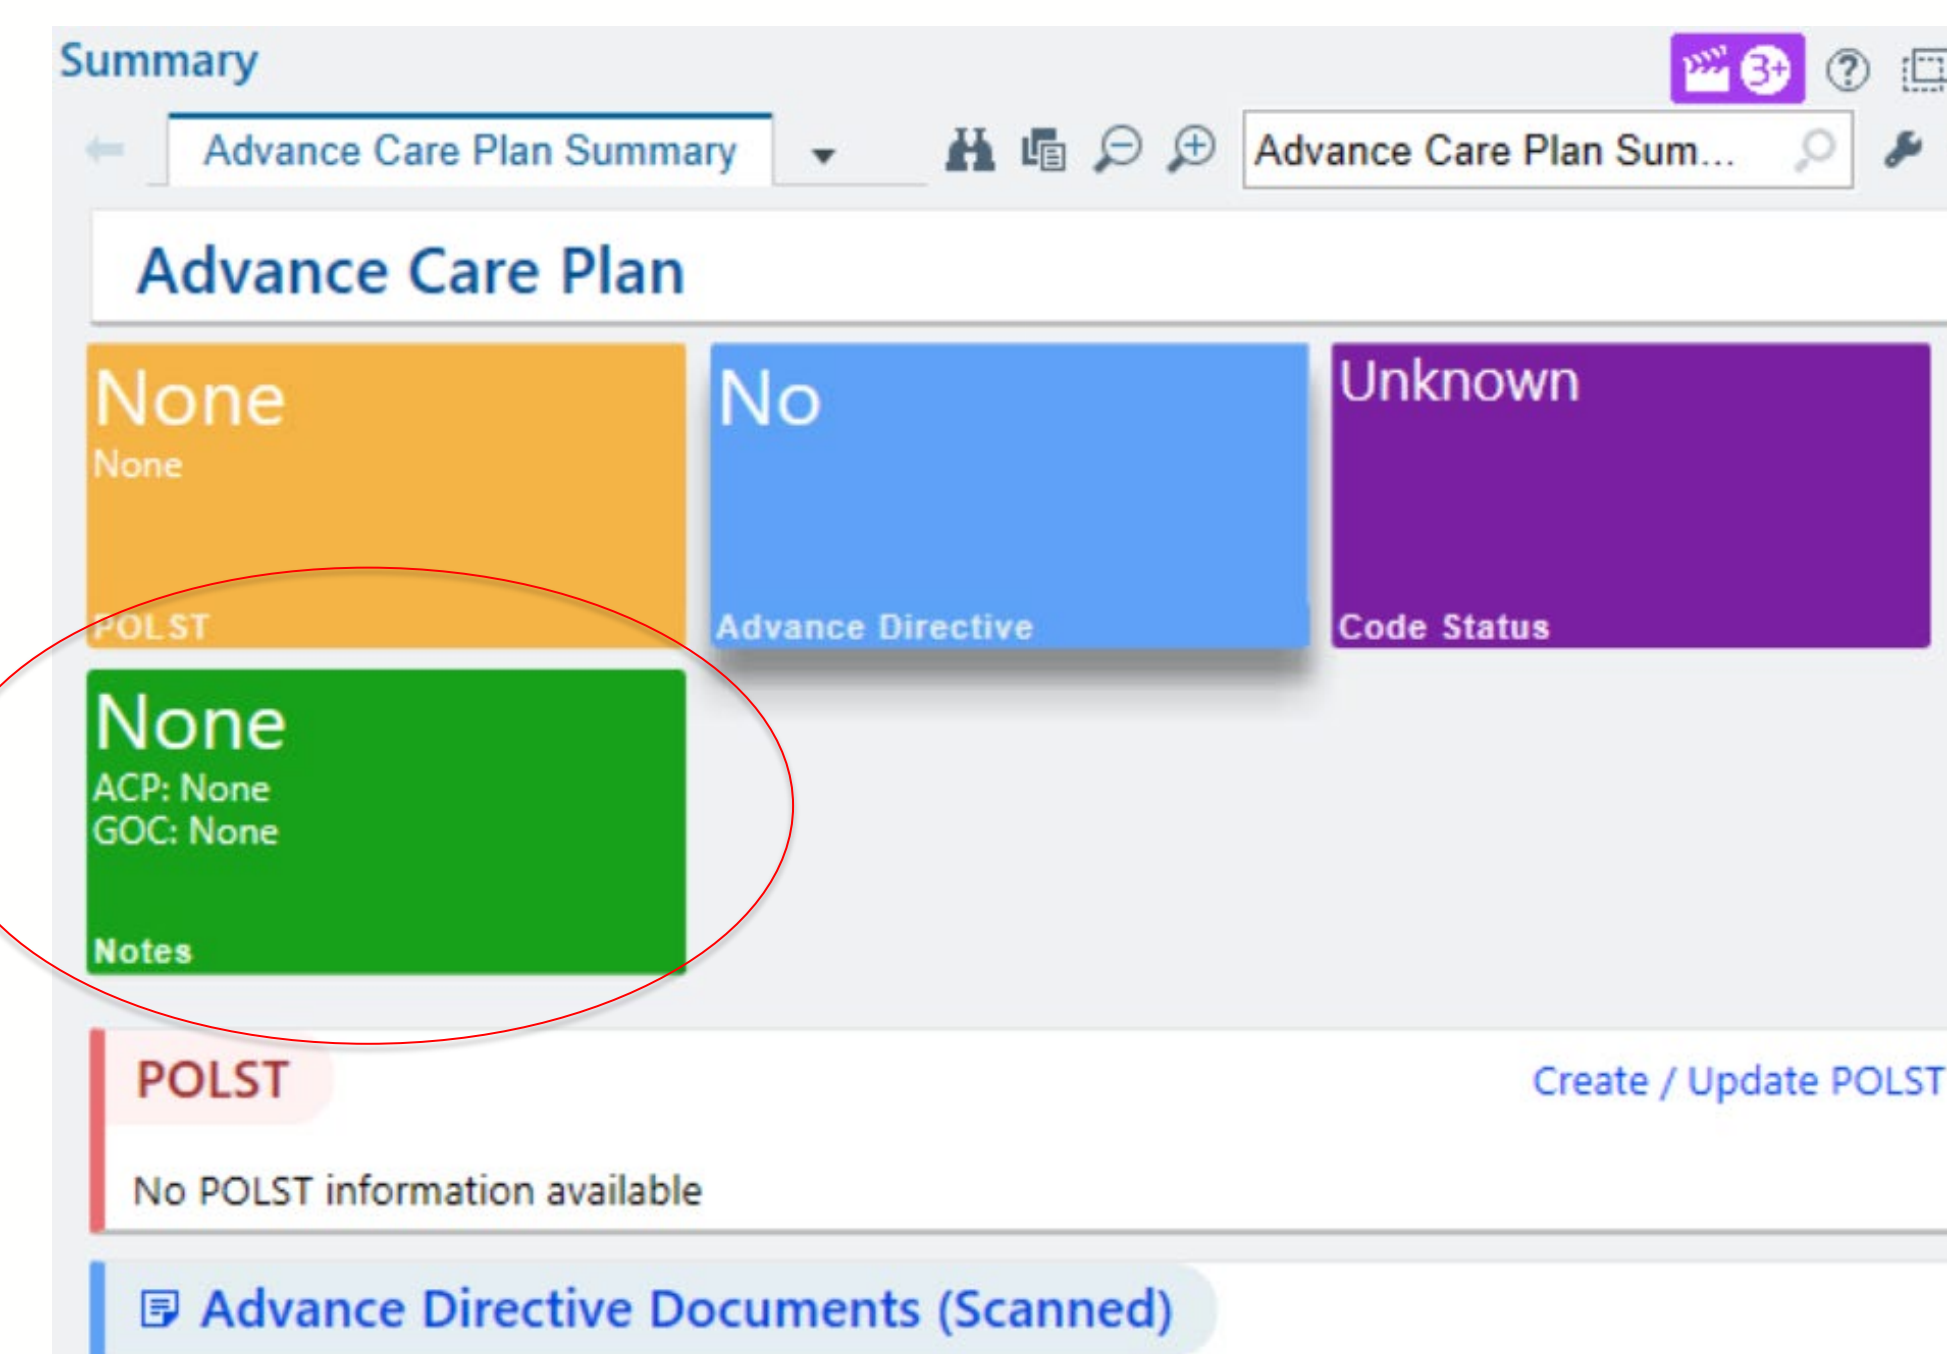 Summary
3+
Advance Care Plan Summary
Advance Care Plan Sum...
Advance Care Plan
None
None
POLST
No
Advance Directive
Unknown
Code Status
None
ACP: None
GOC: None
Notes
POLST
Create / Update POLST
No POLST information available
Advance Directive Documents (Scanned)